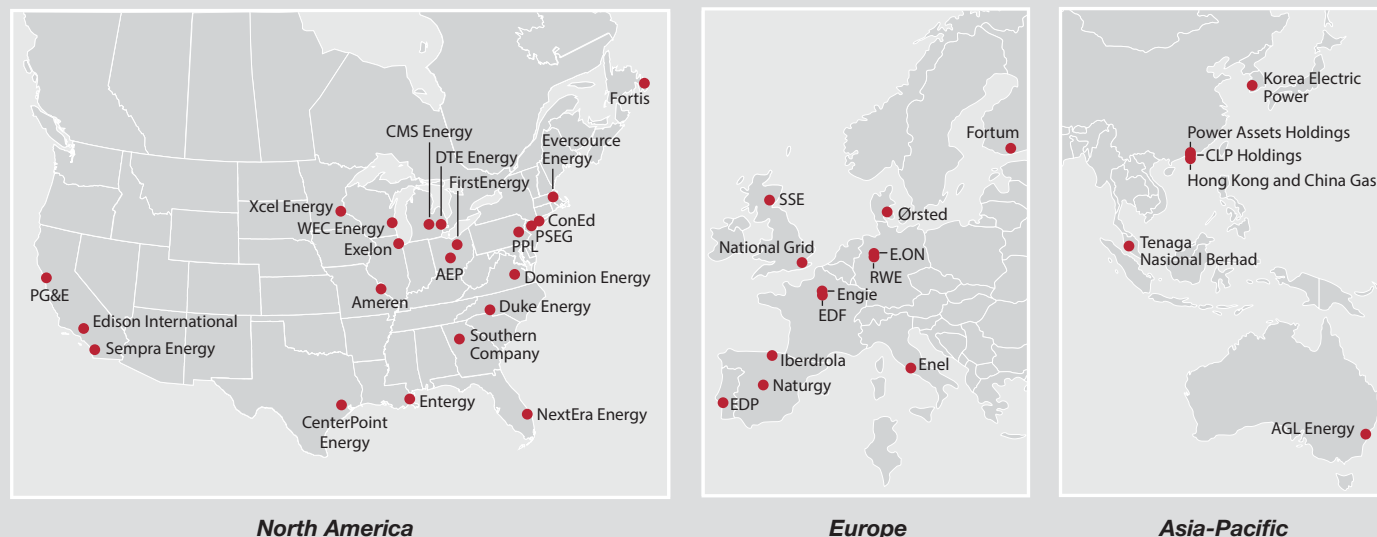 Fortis
CMS Energy
Eversource
Energy
DTE Energy
FirstEnergy
Xcel Energy
WEC Energy
Exelon
ConEd
PSEG
PPL
AEP
Dominion Energy
PG&E
Ameren
Duke Energy
Edison International
Sempra Energy
Southern
Company
Entergy
CenterPoint
Energy
NextEra Energy
North America
Fortum
SSE
Ørsted
National Grid
E.ON
RWE
Engie
EDF
Iberdrola
Enel
Naturgy
EDP
Europe
Korea Electric
Power
Power Assets Holdings
CLP Holdings
Hong Kong and China Gas
Tenaga
Nasional Berhad
AGL Energy
Asia-Pacific